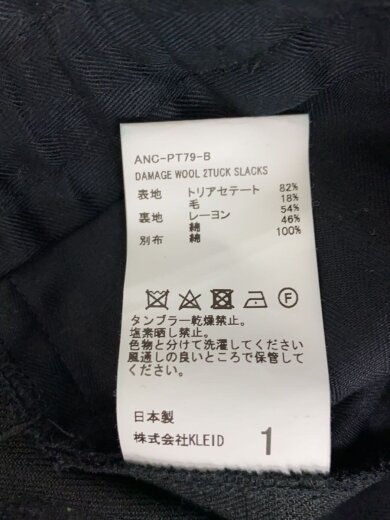 ANC-PT79-B
DAMAGE WOOL 2TUCK SLACKS
表地 トリアセテート 82%
毛 18%
裏地 レーヨン 54%
綿 46%
別布 綿 100%
F
タンブラー乾燥禁止。
塩素晒し禁止。
色物と分けて洗濯してください
風通しの良いところで保管して
ください。
日本製
株式会社KLEID 1